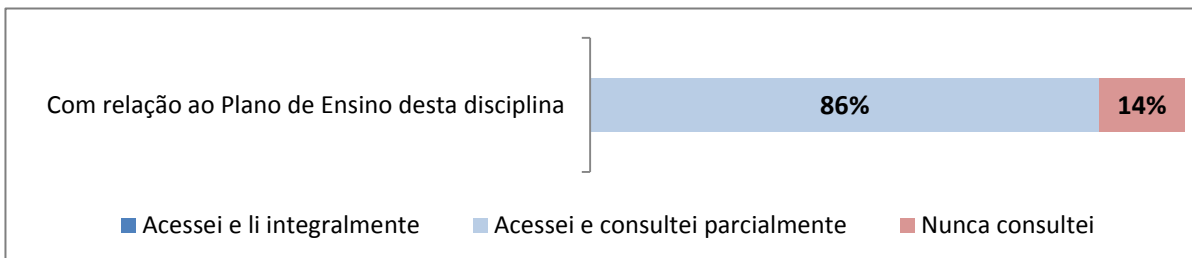 Com relação ao Plano de Ensino desta disciplina
86%
14%
Acessei e li integralmente
Acessei e consultei parcialmente
Nunca consultei